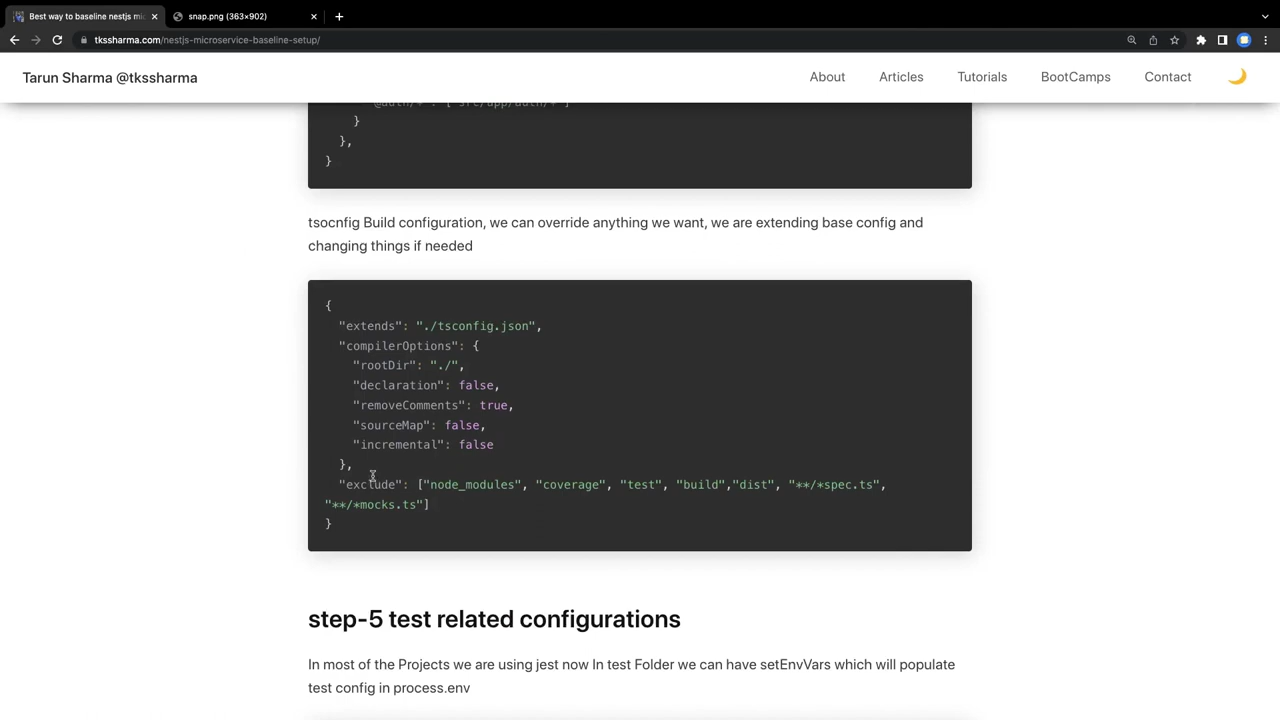 Best way to baseline nestjs mi
snap.png (363×902)
tkssharma.com/nestjs-microservice-baseline-setup/
Tarun Sharma @tkssharma
About
Articles
Tutorials
BootCamps
Contact
}
},
}
tsocnfig Build configuration, we can override anything we want, we are extending base config and
changing things if needed
{
"extends": "./tsconfig.json",
"compilerOptions": {
"rootDir": "./",
"declaration": false,
"removeComments": true,
"sourceMap": false,
"incremental": false
},
"exclude": ["node_modules", "coverage", "test", "build","dist", "**/*spec.ts",
"**/*mocks.ts"]
}
step-5 test related configurations
In most of the Projects we are using jest now In test Folder we can have setEnvVars which will populate
test config in process.env